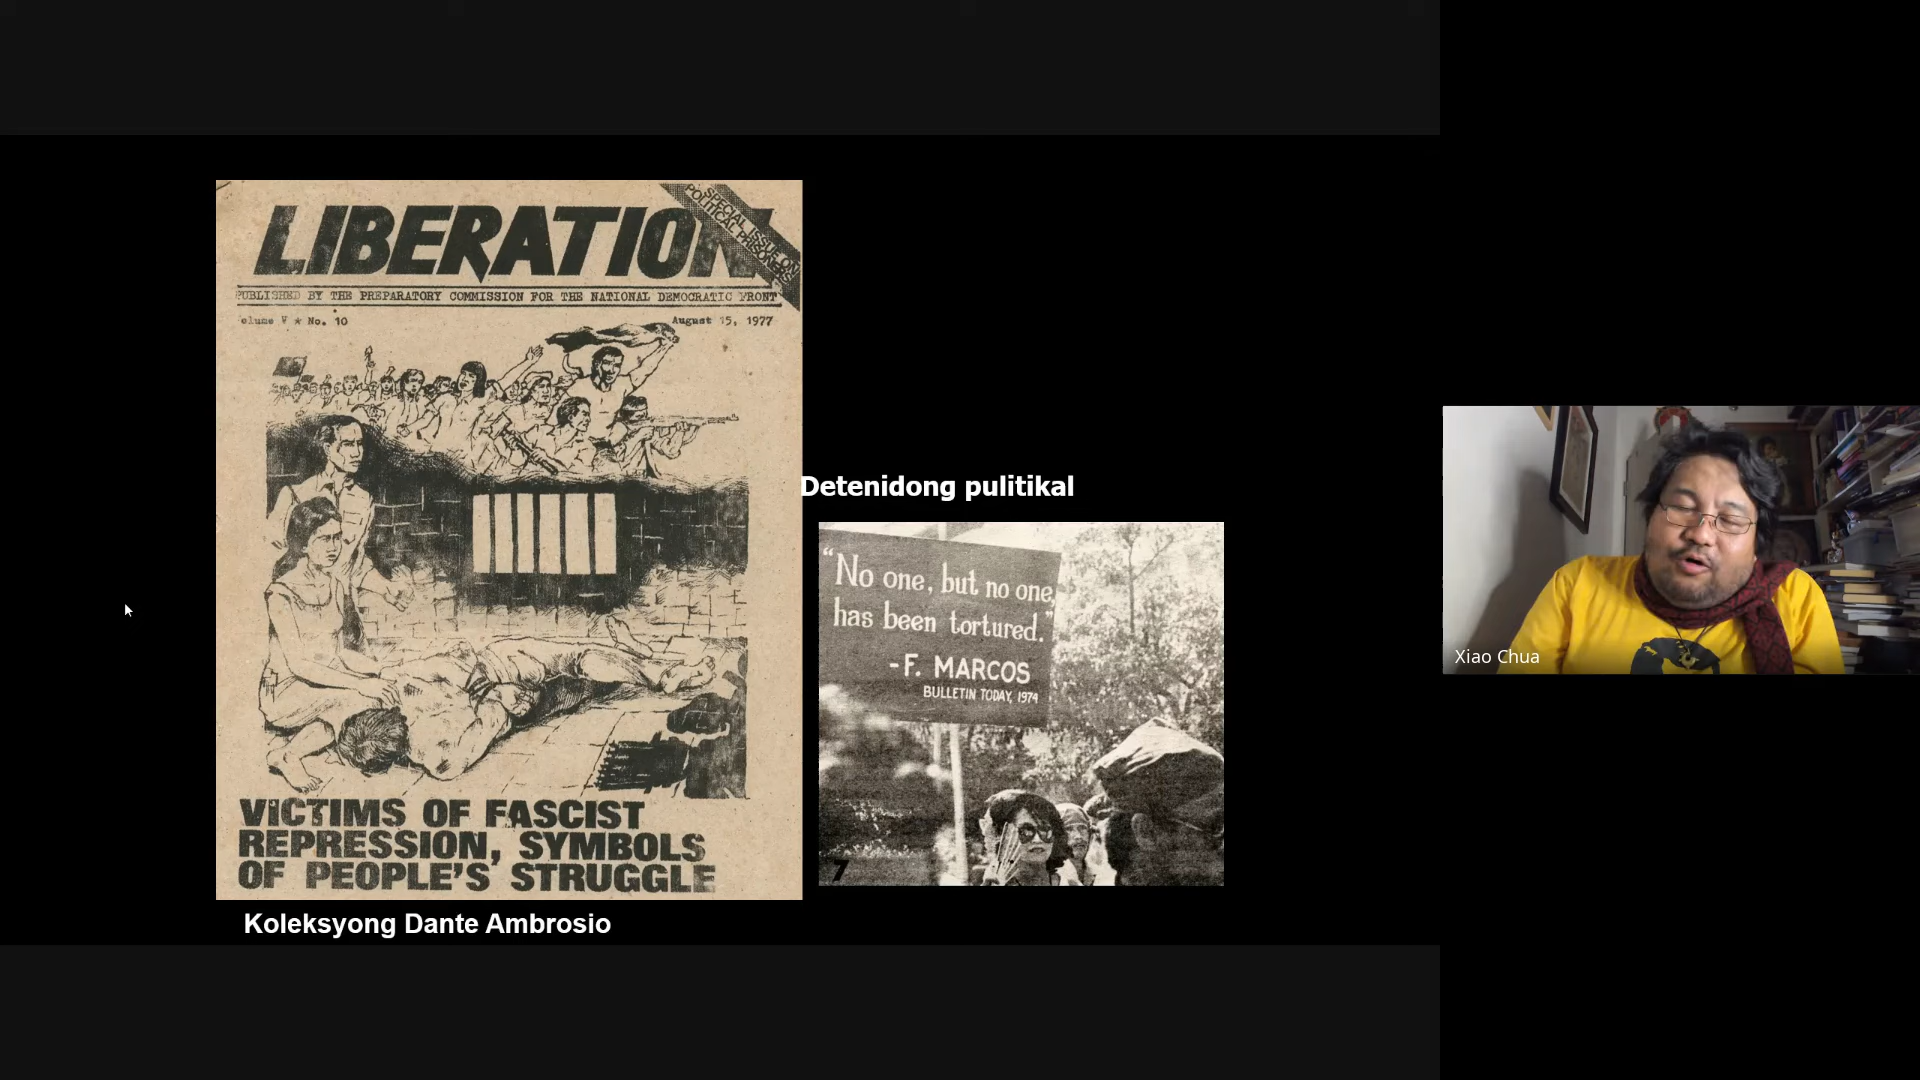 LIBERATION
SPECIAL ISSUE ON
POLITICAL PRISONERS
PUBLISHED BY THE PREPARATORY COMMISSION FOR THE NATIONAL DEMOCRATIC FRONT
olume V ★ No. 10
August 15, 1977
VICTIMS OF FASCIST
REPRESSION, SYMBOLS
OF PEOPLE'S STRUGGLE
Koleksyong Dante Ambrosio
Detenidong pulitikal
“No one, but no one,
has been tortured.”
-F. MARCOS
BULLETIN TODAY, 1974
7
Xiao Chua